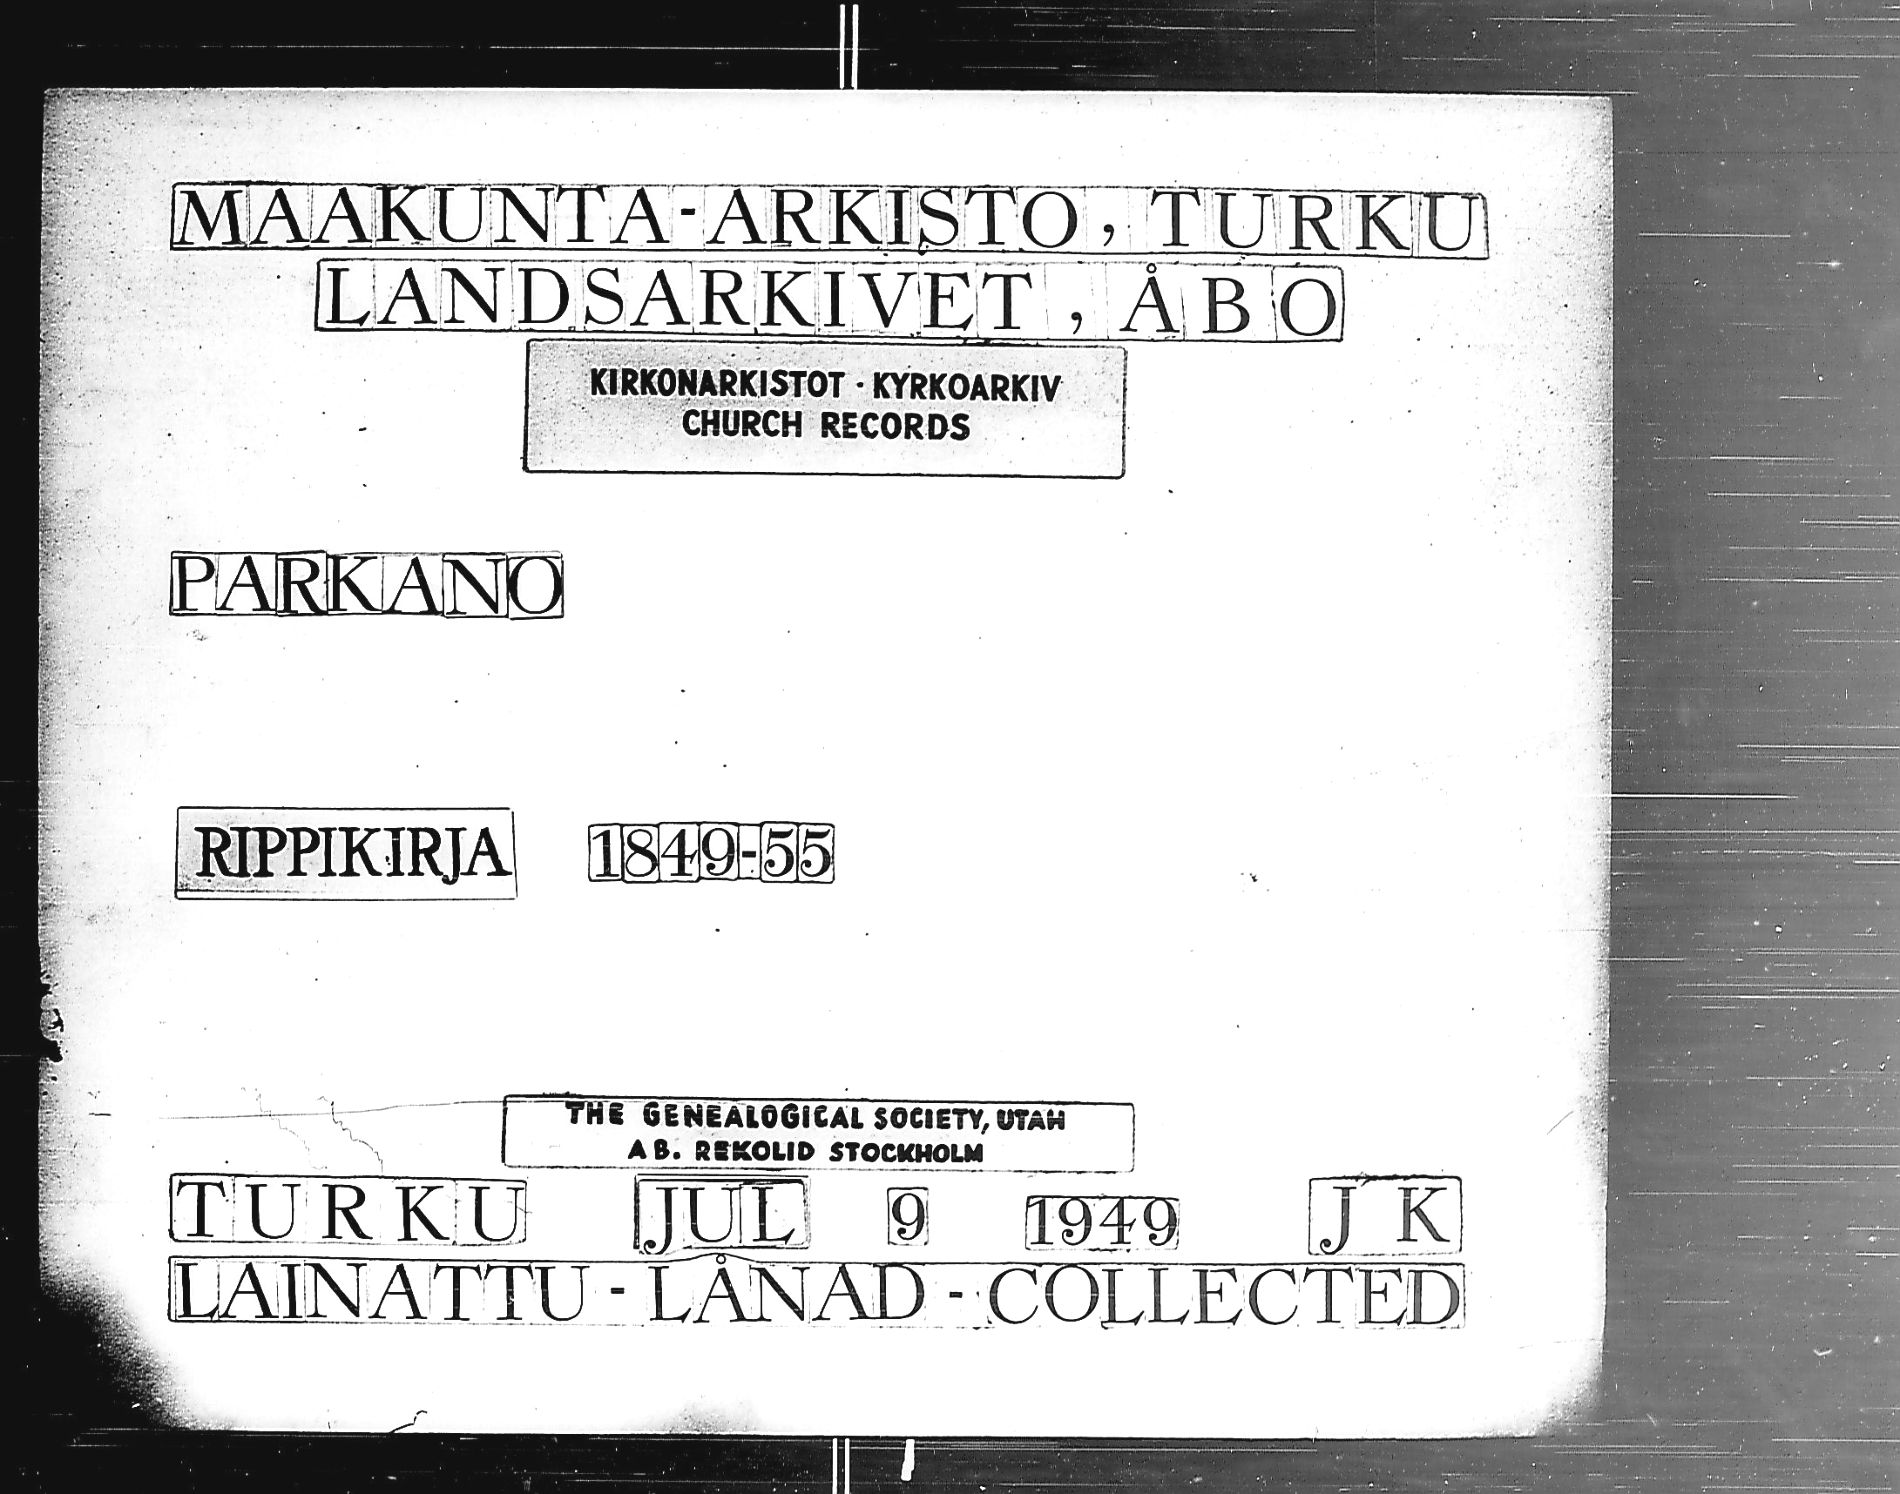 MAAKUNTA-ARKISTO, TURKU
LANDSARKIVET, ÅBO
KIRKONARKISTOT · KYRKOARKIV
CHURCH RECORDS
PARKANO
RIPPIKIRJA 1849-55
THE GENEALOGICAL SOCIETY, UTAH
AB. REKOLID STOCKHOLM
TURKU JUL 9 1949 JK
LAINATTU - LÅNAD - COLLECTED